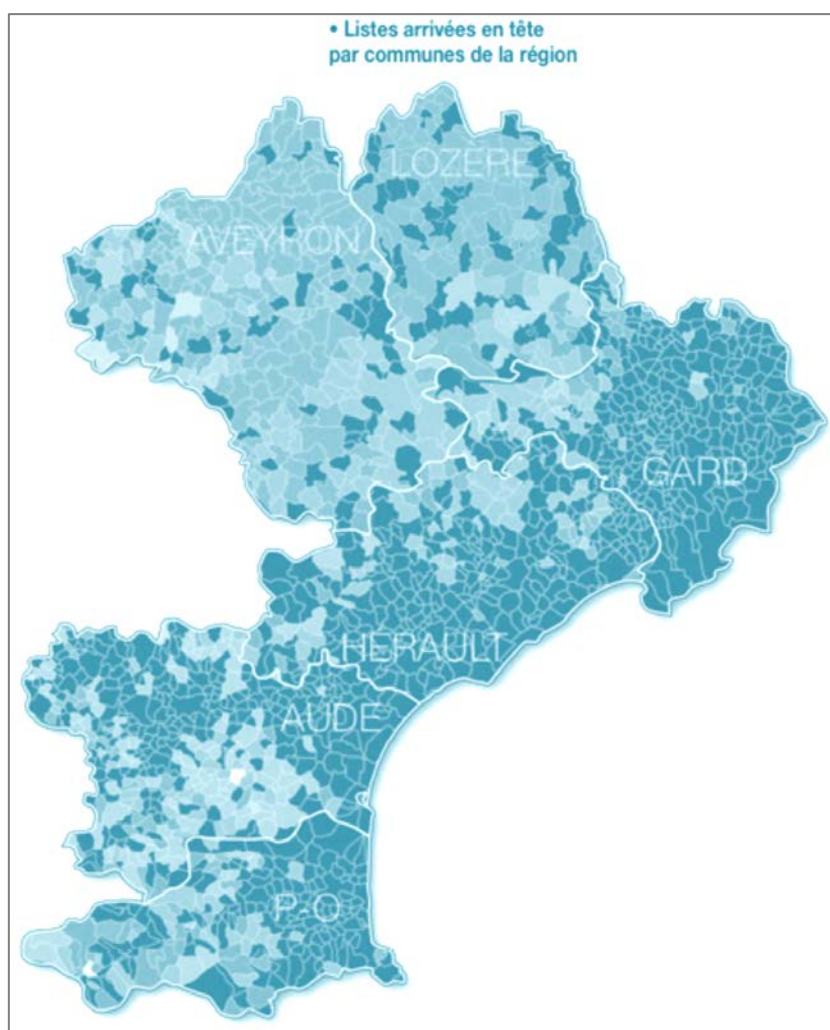 • Listes arrivées en tête
par communes de la région
LOZERE
AVEYRON
GARD
HERAULT
AUDE
P-O